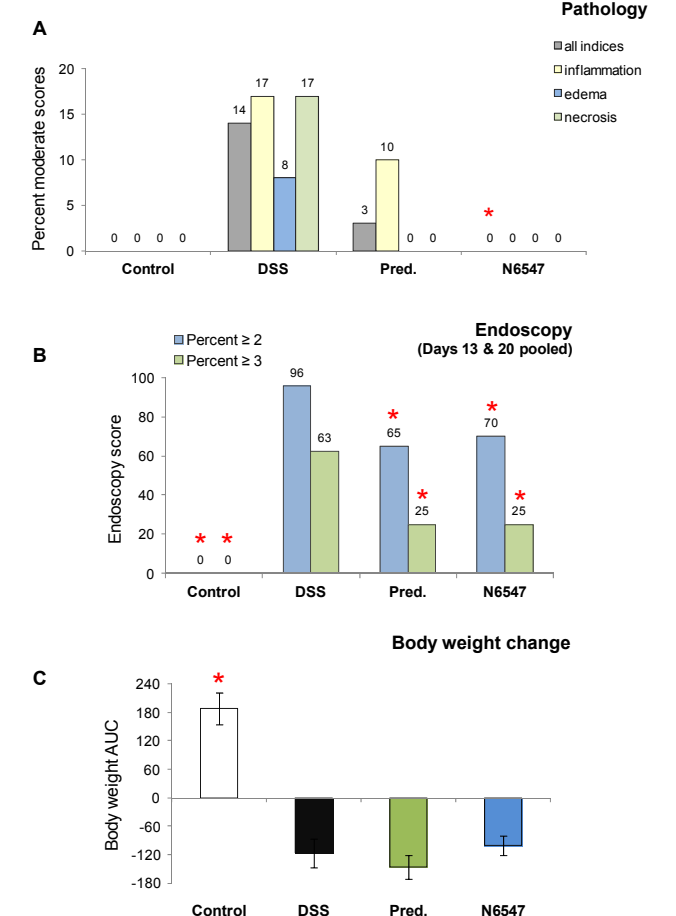 Pathology
A
all indices
inflammation
edema
necrosis
Percent moderate scores
20
15
10
5
0
0 0 0 0
14
17
8
17
3
10
0 0
*
0 0 0 0
Control DSS Pred. N6547
B
Percent ≥ 2
Percent ≥ 3
Endoscopy
(Days 13 & 20 pooled)
Endoscopy score
100
80
60
40
20
0
* *
0 0
96
63
*
65
*
25
*
70
*
25
Control DSS Pred. N6547
Body weight change
C
Body weight AUC
240
180
120
60
0
-60
-120
-180
*
Control DSS Pred. N6547